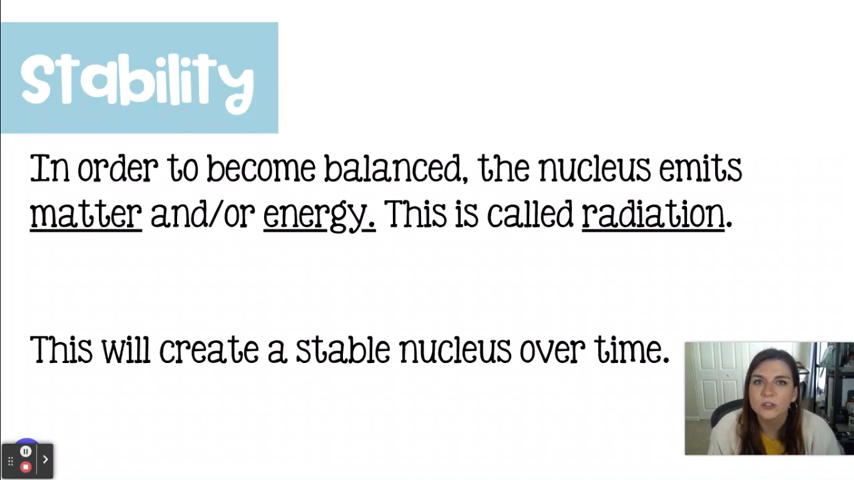 Stability
In order to become balanced, the nucleus emits
matter and/or energy. This is called radiation.
This will create a stable nucleus over time.